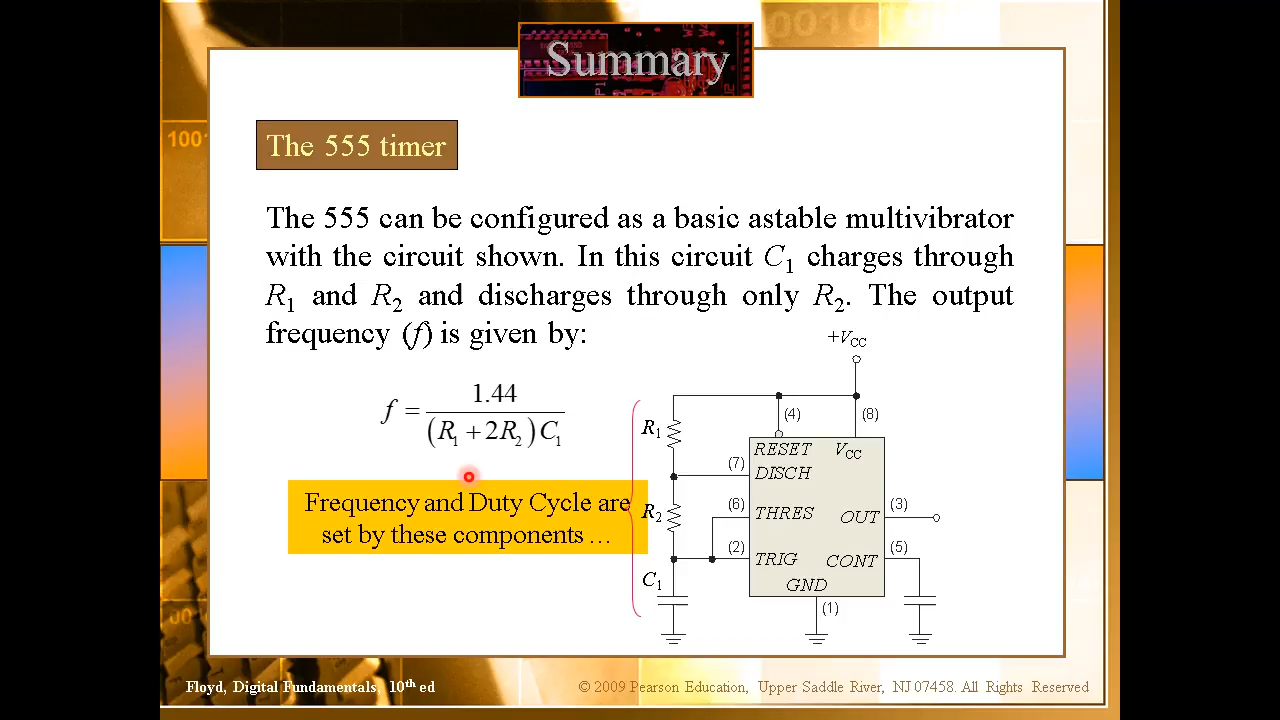 Summary
The 555 timer
The 555 can be configured as a basic astable multivibrator
with the circuit shown. In this circuit C1 charges through
R1 and R2 and discharges through only R2. The output
frequency (f) is given by:
f = 1.44 / (R1 + 2R2)C1
Frequency and Duty Cycle are
set by these components …
+VCC
(4)
(8)
R1
RESET
VCC
(7)
DISCH
(6)
(3)
R2
THRES
OUT
(2)
(5)
TRIG
CONT
C1
GND
(1)
Floyd, Digital Fundamentals, 10th ed
© 2009 Pearson Education, Upper Saddle River, NJ 07458. All Rights Reserved